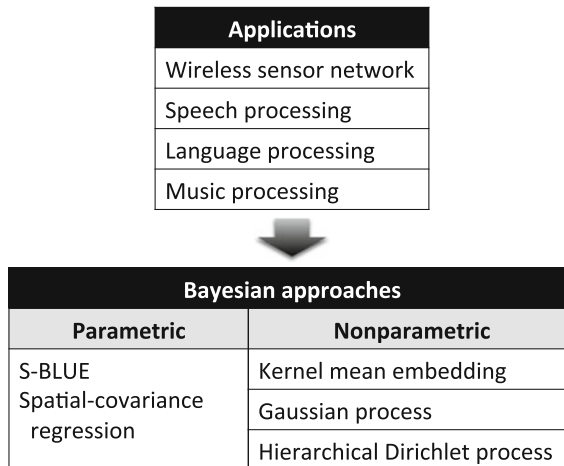 Applications
Wireless sensor network
Speech processing
Language processing
Music processing
Bayesian approaches
Parametric
Nonparametric
S-BLUE
Spatial-covariance
regression
Kernel mean embedding
Gaussian process
Hierarchical Dirichlet process